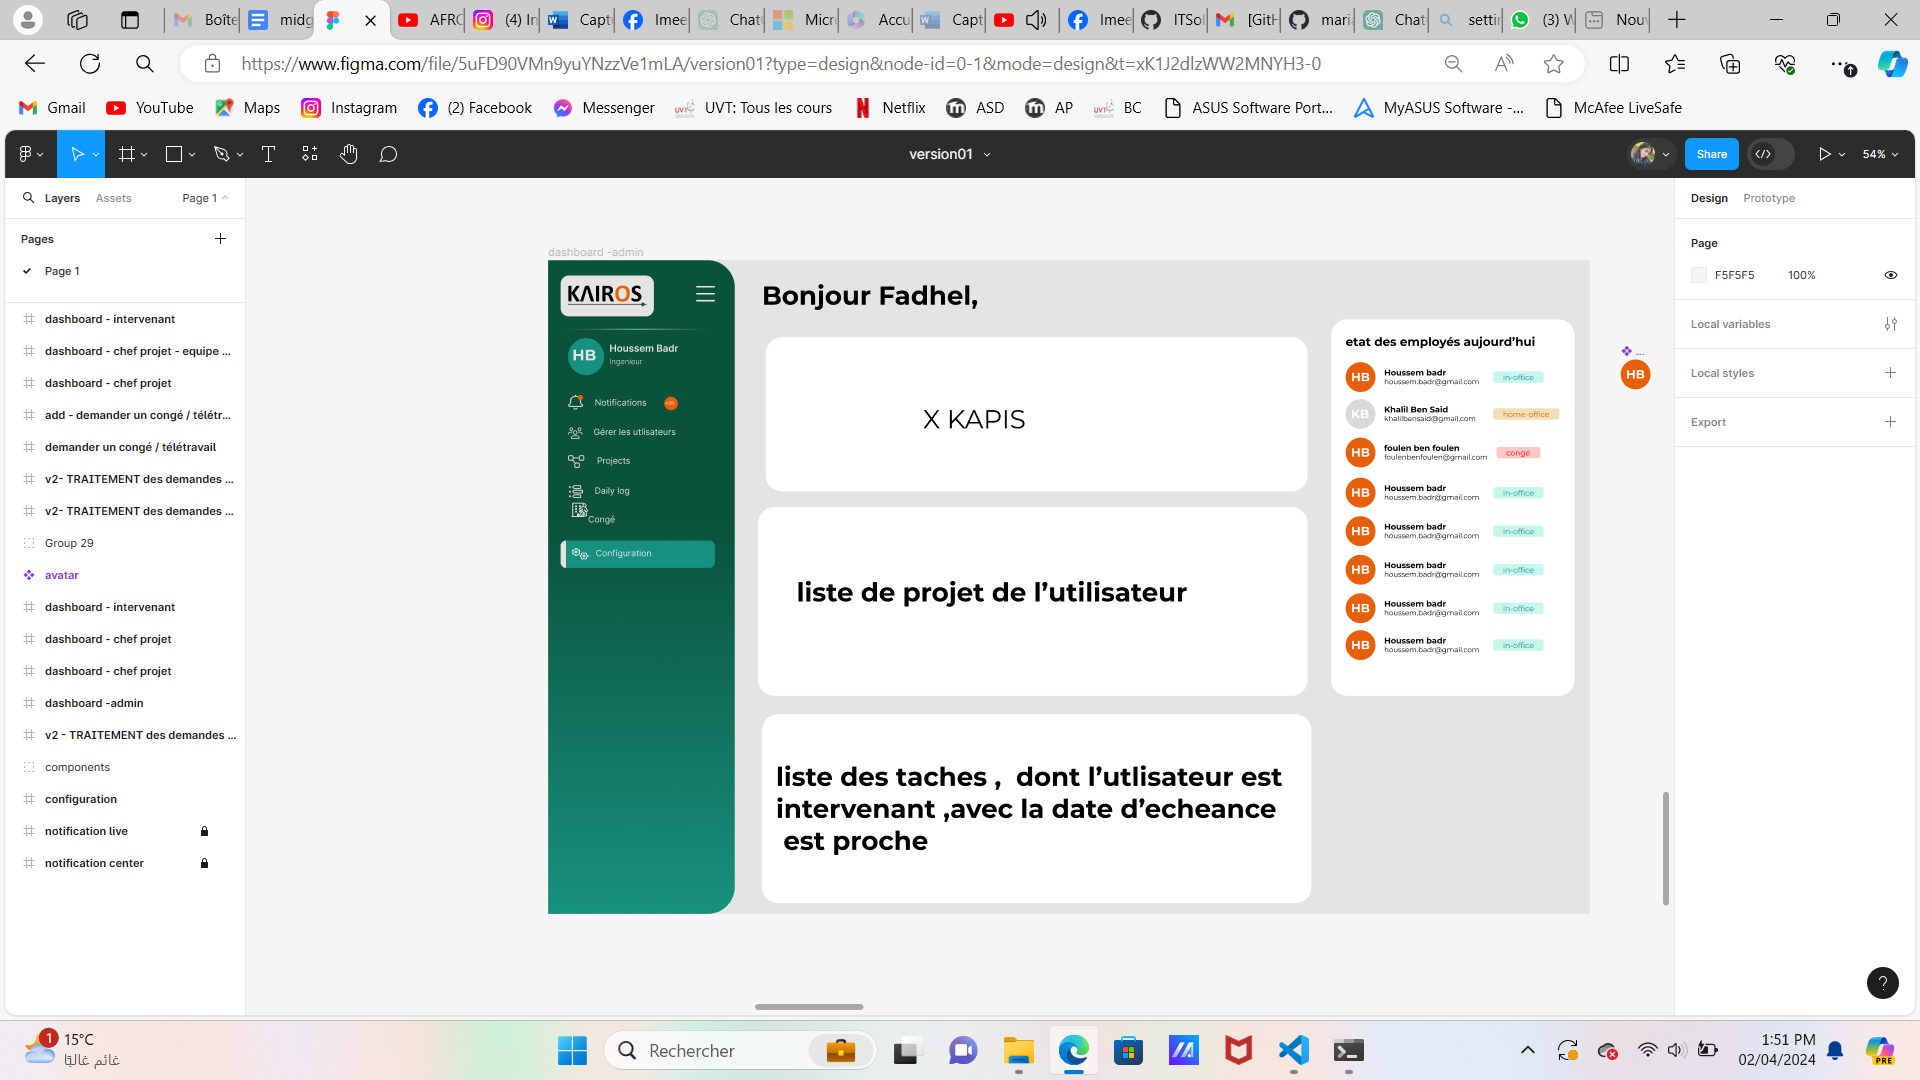 Boîte
midg
AFRO
(4) In
Capt
Imee
Chat
Micro
Accu
Capt
Imee
ITSol
[GitH
maria
Chat
settin
(3) W
Nouv
https://www.figma.com/file/5uFD90VMn9yuYNzzVe1mLA/version01?type=design&node-id=0-1&mode=design&t=xK1J2dIzWW2MNYH3-0
Gmail
YouTube
Maps
Instagram
(2) Facebook
Messenger
UVT: Tous les cours
Netflix
ASD
AP
BC
ASUS Software Port...
MyASUS Software -...
McAfee LiveSafe
version01
Share
54%
Layers
Assets
Page 1
Pages
Page 1
dashboard - intervenant
dashboard - chef projet - equipe ...
dashboard - chef projet
add - demander un congé / télétr...
demander un congé / télétravail
v2- TRAITEMENT des demandes ...
v2- TRAITEMENT des demandes ...
Group 29
avatar
dashboard - intervenant
dashboard - chef projet
dashboard - chef projet
dashboard -admin
v2 - TRAITEMENT des demandes ...
components
configuration
notification live
notification center
dashboard -admin
KAIROS
HB
Houssem Badr
Ingenieur
Notifications
Gérer les utlisateurs
Projects
Daily log
Congé
Configuration
Bonjour Fadhel,
X KAPIS
liste de projet de l’utilisateur
liste des taches ,  dont l’utlisateur est
intervenant ,avec la date d’echeance
est proche
etat des employés aujourd’hui
HB
Houssem badr
houssem.badr@gmail.com
in-office
KB
Khalil Ben Said
khalilbensaid@gmail.com
home-office
HB
foulen ben foulen
foulenbenfoulen@gmail.com
congé
HB
Houssem badr
houssem.badr@gmail.com
in-office
HB
Houssem badr
houssem.badr@gmail.com
in-office
HB
Houssem badr
houssem.badr@gmail.com
in-office
HB
Houssem badr
houssem.badr@gmail.com
in-office
HB
Houssem badr
houssem.badr@gmail.com
in-office
...
HB
Design
Prototype
Page
F5F5F5
100%
Local variables
Local styles
Export
?
1
15°C
غائم غالبًا
Rechercher
1:51 PM
02/04/2024
PRE